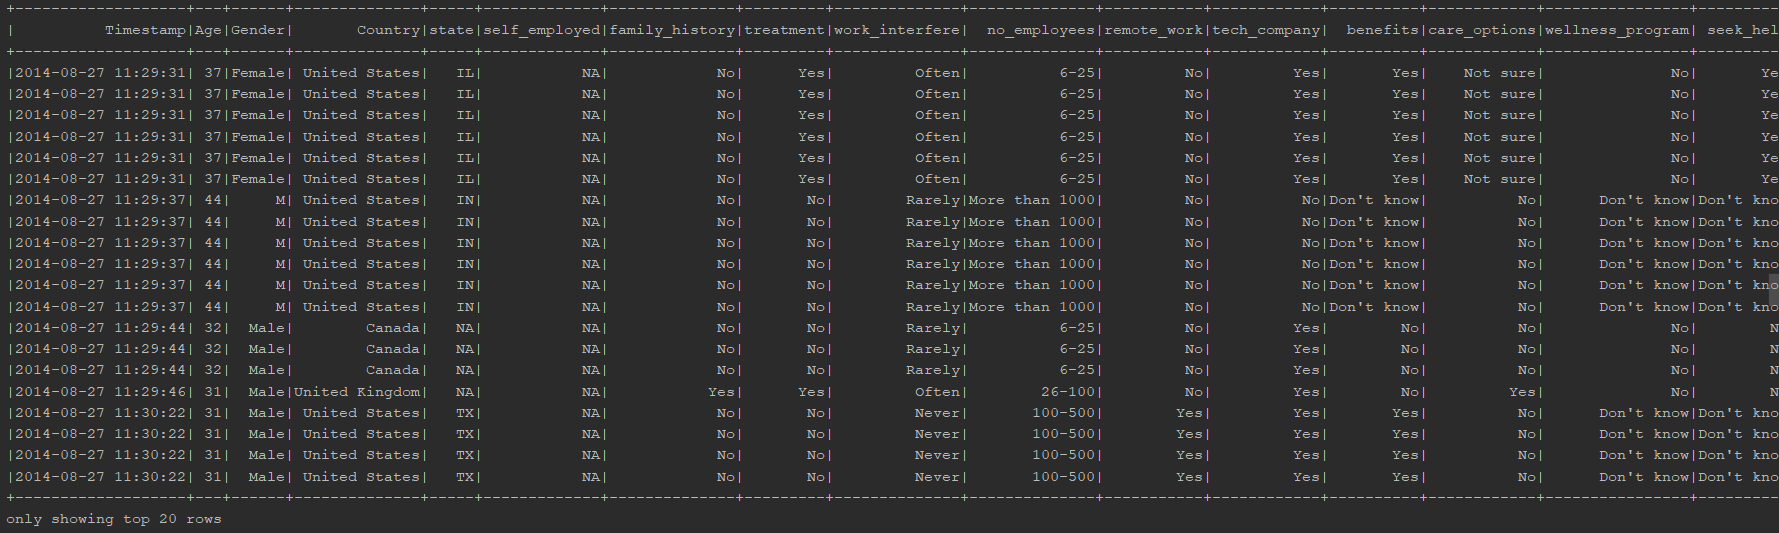 +-------------------+---+------+--------------+-----+-------------+--------------+---------+--------------+--------------+-----------+------------+----------+------------+----------------+---------
|          Timestamp|Age|Gender|       Country|state|self_employed|family_history|treatment|work_interfere|  no_employees|remote_work|tech_company|  benefits|care_options|wellness_program| seek_hel
+-------------------+---+------+--------------+-----+-------------+--------------+---------+--------------+--------------+-----------+------------+----------+------------+----------------+---------
|2014-08-27 11:29:31| 37|Female| United States|   IL|           NA|            No|      Yes|         Often|          6-25|         No|         Yes|       Yes|    Not sure|              No|       Ye
|2014-08-27 11:29:31| 37|Female| United States|   IL|           NA|            No|      Yes|         Often|          6-25|         No|         Yes|       Yes|    Not sure|              No|       Ye
|2014-08-27 11:29:31| 37|Female| United States|   IL|           NA|            No|      Yes|         Often|          6-25|         No|         Yes|       Yes|    Not sure|              No|       Ye
|2014-08-27 11:29:31| 37|Female| United States|   IL|           NA|            No|      Yes|         Often|          6-25|         No|         Yes|       Yes|    Not sure|              No|       Ye
|2014-08-27 11:29:31| 37|Female| United States|   IL|           NA|            No|      Yes|         Often|          6-25|         No|         Yes|       Yes|    Not sure|              No|       Ye
|2014-08-27 11:29:31| 37|Female| United States|   IL|           NA|            No|      Yes|         Often|          6-25|         No|         Yes|       Yes|    Not sure|              No|       Ye
|2014-08-27 11:29:37| 44|     M| United States|   IN|           NA|            No|       No|        Rarely|More than 1000|         No|          No|Don't know|          No|      Don't know|Don't kno
|2014-08-27 11:29:37| 44|     M| United States|   IN|           NA|            No|       No|        Rarely|More than 1000|         No|          No|Don't know|          No|      Don't know|Don't kno
|2014-08-27 11:29:37| 44|     M| United States|   IN|           NA|            No|       No|        Rarely|More than 1000|         No|          No|Don't know|          No|      Don't know|Don't kno
|2014-08-27 11:29:37| 44|     M| United States|   IN|           NA|            No|       No|        Rarely|More than 1000|         No|          No|Don't know|          No|      Don't know|Don't kno
|2014-08-27 11:29:37| 44|     M| United States|   IN|           NA|            No|       No|        Rarely|More than 1000|         No|          No|Don't know|          No|      Don't know|Don't kno
|2014-08-27 11:29:37| 44|     M| United States|   IN|           NA|            No|       No|        Rarely|More than 1000|         No|          No|Don't know|          No|      Don't know|Don't kno
|2014-08-27 11:29:44| 32|  Male|        Canada|   NA|           NA|            No|       No|        Rarely|          6-25|         No|         Yes|        No|          No|              No|        N
|2014-08-27 11:29:44| 32|  Male|        Canada|   NA|           NA|            No|       No|        Rarely|          6-25|         No|         Yes|        No|          No|              No|        N
|2014-08-27 11:29:44| 32|  Male|        Canada|   NA|           NA|            No|       No|        Rarely|          6-25|         No|         Yes|        No|          No|              No|        N
|2014-08-27 11:29:46| 31|  Male|United Kingdom|   NA|           NA|           Yes|      Yes|         Often|        26-100|         No|         Yes|        No|         Yes|              No|        N
|2014-08-27 11:30:22| 31|  Male| United States|   TX|           NA|            No|       No|         Never|       100-500|        Yes|         Yes|       Yes|          No|      Don't know|Don't kno
|2014-08-27 11:30:22| 31|  Male| United States|   TX|           NA|            No|       No|         Never|       100-500|        Yes|         Yes|       Yes|          No|      Don't know|Don't kno
|2014-08-27 11:30:22| 31|  Male| United States|   TX|           NA|            No|       No|         Never|       100-500|        Yes|         Yes|       Yes|          No|      Don't know|Don't kno
|2014-08-27 11:30:22| 31|  Male| United States|   TX|           NA|            No|       No|         Never|       100-500|        Yes|         Yes|       Yes|          No|      Don't know|Don't kno
+-------------------+---+------+--------------+-----+-------------+--------------+---------+--------------+--------------+-----------+------------+----------+------------+----------------+---------
only showing top 20 rows